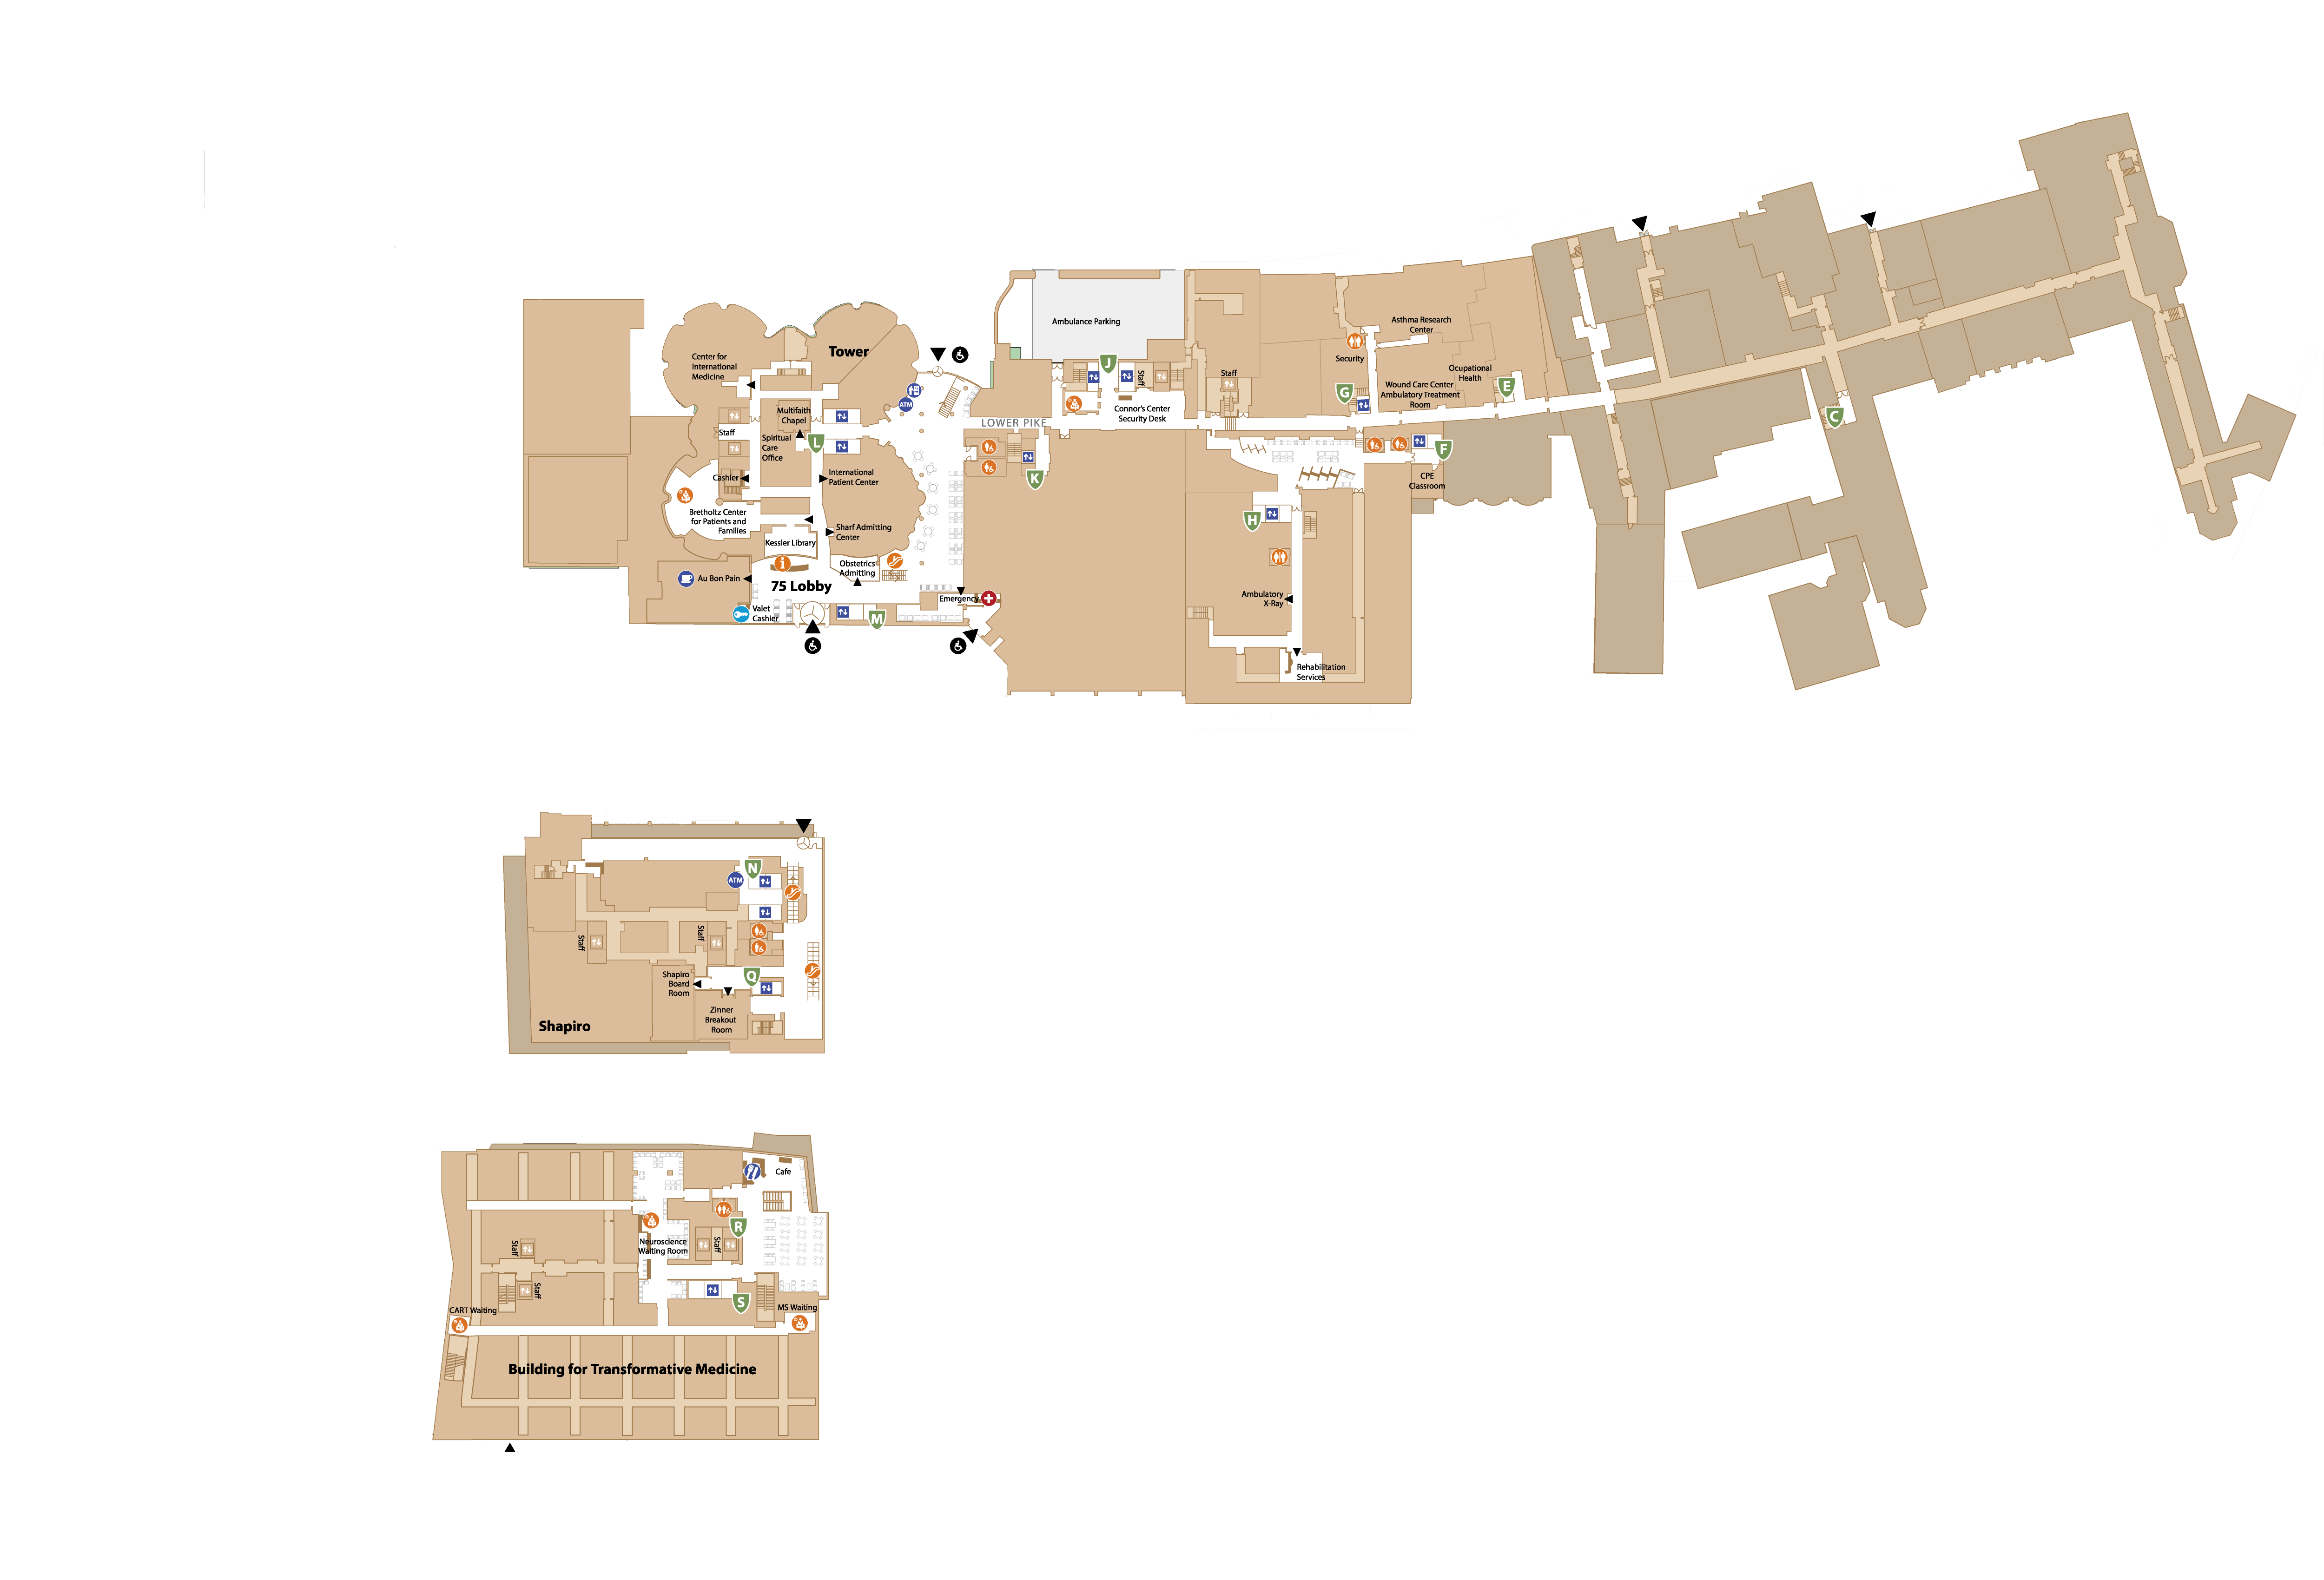 Ambulance Parking
Asthma Research
Center
Tower
Center for
International
Medicine
Security
Ocupational
Health
Staff
Staff
J
G
E
Wound Care Center
Ambulatory Treatment
Room
ATM
Multifaith
Chapel
Connor's Center
Security Desk
C
LOWER PIKE
Staff
Spiritual
Care
Office
L
F
K
Cashier
International
Patient Center
CPE
Classroom
Bretholtz Center
for Patients and
Families
H
Sharf Admitting
Center
Kessler Library
i
Obstetrics
Admitting
Au Bon Pain
75 Lobby
Emergency
Ambulatory
X-Ray
Valet
Cashier
M
Rehabilitation
Services
N
ATM
Staff
Staff
Shapiro
Board
Room
Q
Zinner
Breakout
Room
Shapiro
Cafe
R
Neuroscience
Waiting Room
Staff
Staff
Staff
S
CART Waiting
MS Waiting
Building for Transformative Medicine